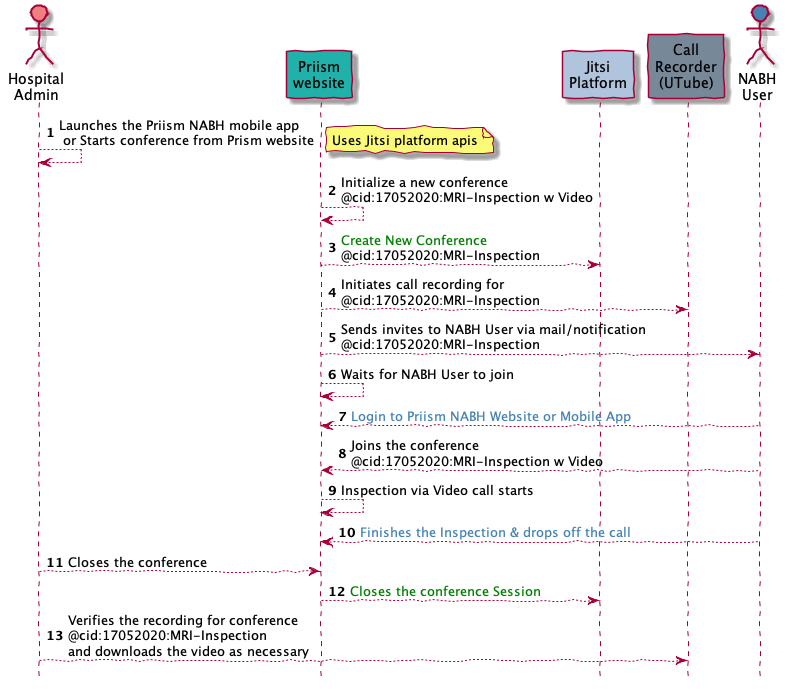 Hospital
Admin
Priism
website
Jitsi
Platform
Call
Recorder
(UTube)
NABH
User
1 Launches the Priism NABH mobile app
or Starts conference from Prism website
Uses Jitsi platform apis
2 Initialize a new conference
@cid:17052020:MRI-Inspection w Video
3 Create New Conference
@cid:17052020:MRI-Inspection
4 Initiates call recording for
@cid:17052020:MRI-Inspection
5 Sends invites to NABH User via mail/notification
@cid:17052020:MRI-Inspection
6 Waits for NABH User to join
7 Login to Priism NABH Website or Mobile App
8 Joins the conference
@cid:17052020:MRI-Inspection w Video
9 Inspection via Video call starts
10 Finishes the Inspection & drops off the call
11 Closes the conference
12 Closes the conference Session
13 Verifies the recording for conference
@cid:17052020:MRI-Inspection
and downloads the video as necessary